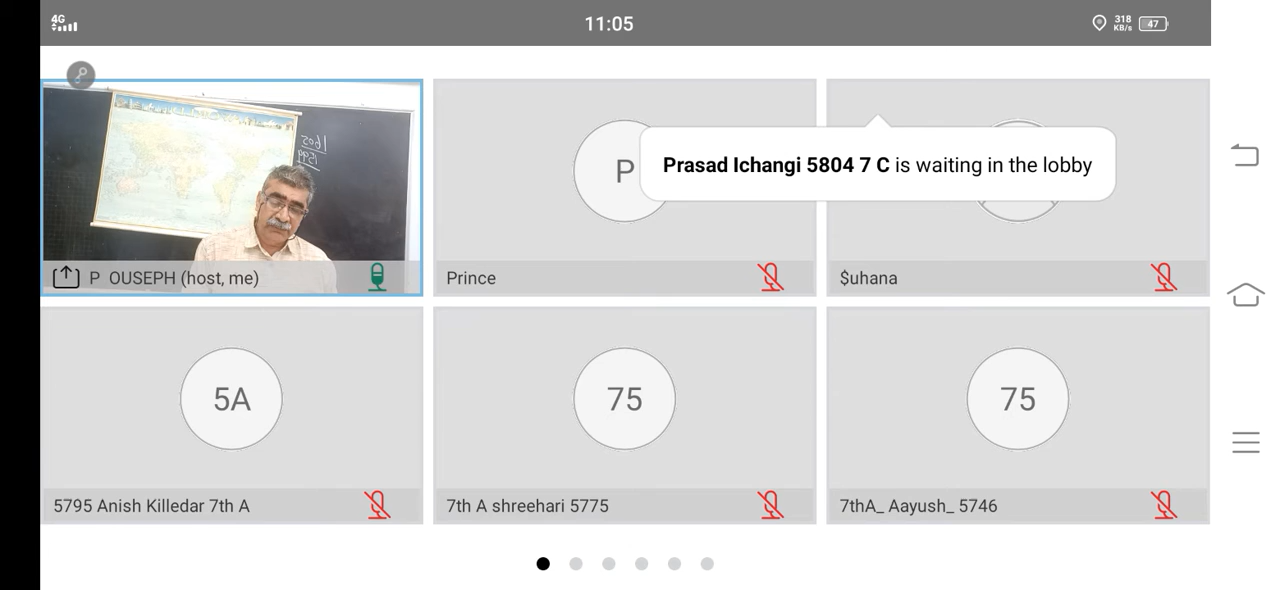 4G
11:05
318
KB/s
47
1605
P
Prasad Ichangi 5804 7 C is waiting in the lobby
P OUSEPH (host, me)
Prince
$uhana
5A
75
75
5795 Anish Killedar 7th A
7th A shreehari 5775
7thA_ Aayush_ 5746